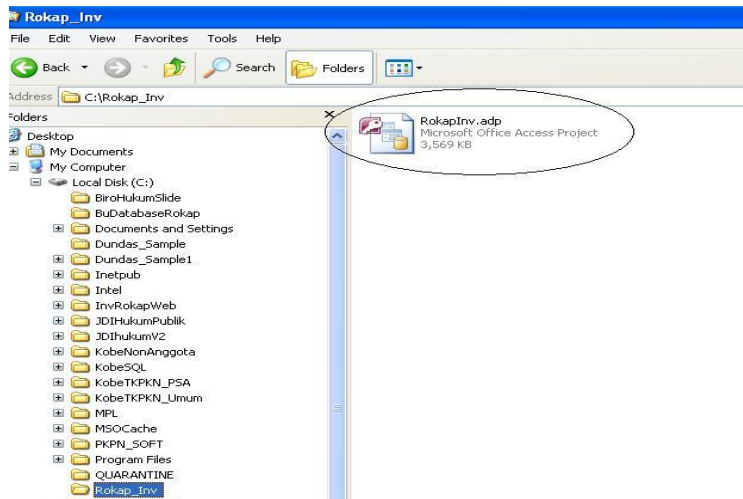 Rokap_Inv
File Edit View Favorites Tools Help
Back Search Folders
Address C:\Rokap_Inv
Folders
RokapInv.adp
Microsoft Office Access Project
3,569 KB
Desktop
My Documents
My Computer
Local Disk (C:)
BiroHukumSlide
BuDatabaseRokap
Documents and Settings
Dundas_Sample
Dundas_Sample1
Inetpub
Intel
InvRokapWeb
JDIHukumPublik
JDIhukumV2
KobeNonAnggota
KobeSQL
KobeTKPKN_PSA
KobeTKPKN_Umum
MPL
MSOCache
PKPN_SOFT
Program Files
QUARANTINE
Rokap_Inv